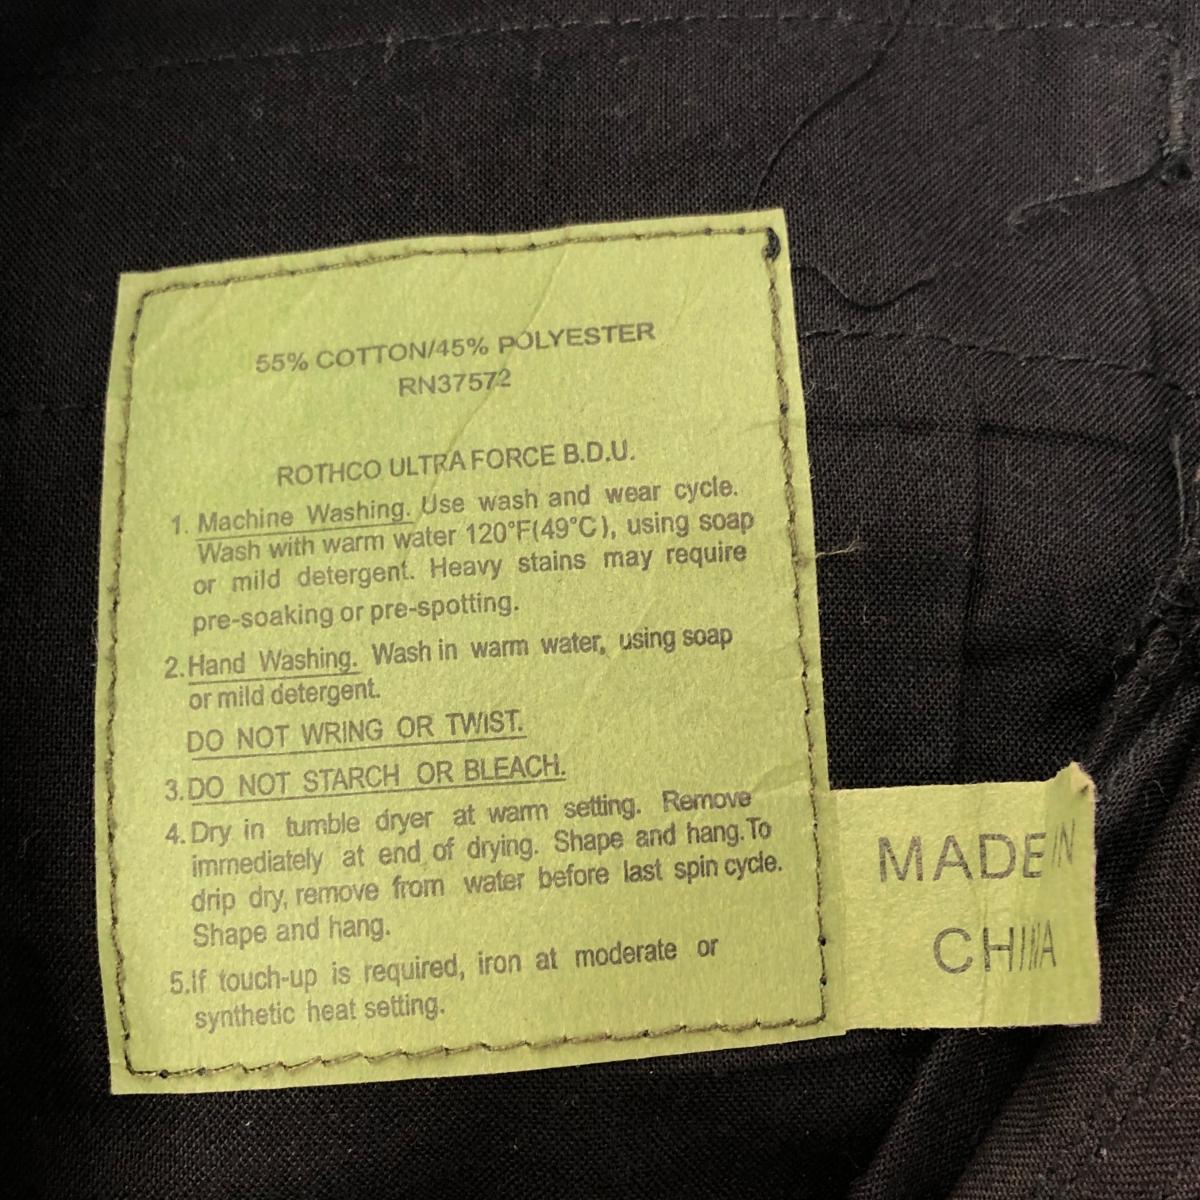 55% COTTON/45% POLYESTER
RN37572
ROTHCO ULTRA FORCE B.D.U.
1. Machine Washing. Use wash and wear cycle.
Wash with warm water 120°F(49°C), using soap
or mild detergent. Heavy stains may require
pre-soaking or pre-spotting.
2. Hand Washing. Wash in warm water, using soap
or mild detergent.
DO NOT WRING OR TWIST.
3. DO NOT STARCH OR BLEACH.
4. Dry in tumble dryer at warm setting. Remove
immediately at end of drying. Shape and hang. To
drip dry, remove from water before last spin cycle.
Shape and hang.
5. If touch-up is required, iron at moderate or
synthetic heat setting.
MADE IN
CHINA